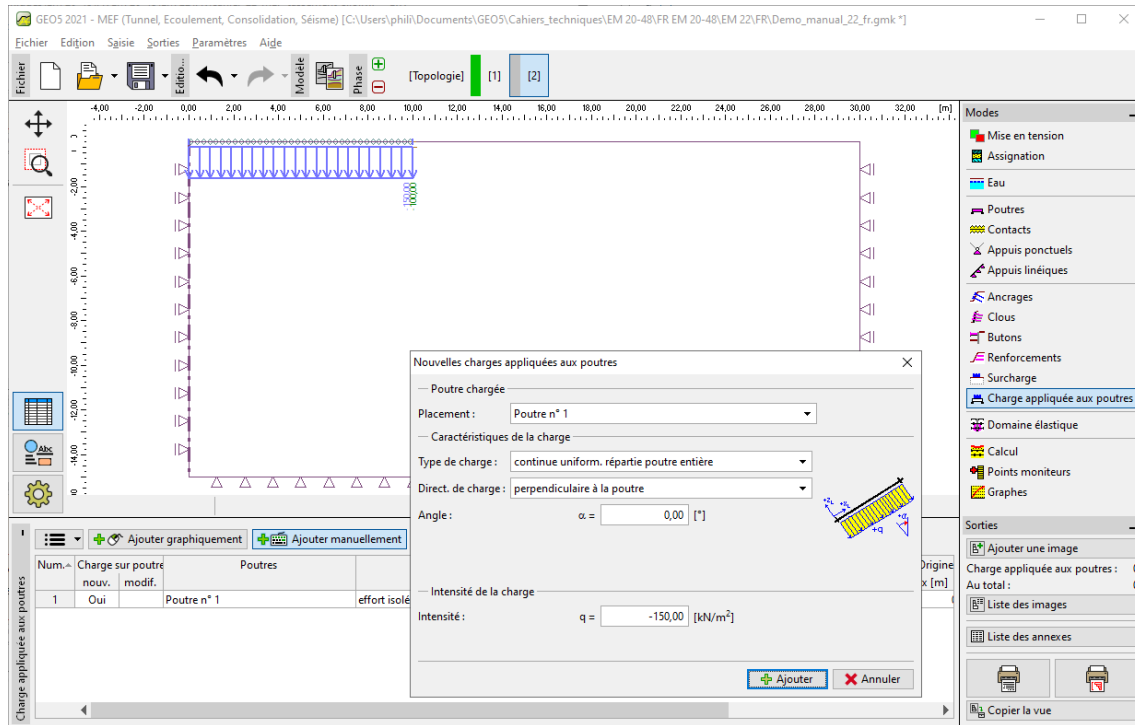 GEO5 2021 - MEF (Tunnel, Ecoulement, Consolidation, Séisme) [C:\Users\phili\Documents\GEO5\Cahiers_techniques\EM 20-48\FR EM 20-48\EM 22\FR\Demo_manual_22_fr.gmk *]
Fichier Edition Saisie Sorties Paramètres Aide
Fichier
Editio...
Modèle
Phase
[Topologie] [1] [2]
-4,00 -2,00 0,00 2,00 4,00 6,00 8,00 10,00 12,00 14,00 16,00 18,00 20,00 22,00 24,00 26,00 28,00 30,00 32,00 [m]
-2,00
-4,00
-6,00
-8,00
-10,00
-12,00
-14,00
-150,00
-100,00
Modes
Mise en tension
Assignation
Eau
Poutres
Contacts
Appuis ponctuels
Appuis linéiques
Ancrages
Clous
Butons
Renforcements
Surcharge
Charge appliquée aux poutres
Domaine élastique
Calcul
Points moniteurs
Graphes
Nouvelles charges appliquées aux poutres
Poutre chargée
Placement : Poutre n° 1
Caractéristiques de la charge
Type de charge : continue uniform. répartie poutre entière
Direct. de charge : perpendiculaire à la poutre
Angle : α = 0,00 [°]
Intensité de la charge
Intensité : q = -150,00 [kN/m²]
Ajouter Annuler
Charge appliquée aux poutres
Ajouter graphiquement Ajouter manuellement
Num. Charge sur poutre Poutres Origine
nouv. modif. x [m]
1 Oui Poutre n° 1 effort isolé
Sorties
Ajouter une image
Charge appliquée aux poutres :
Au total :
Liste des images
Liste des annexes
Copier la vue